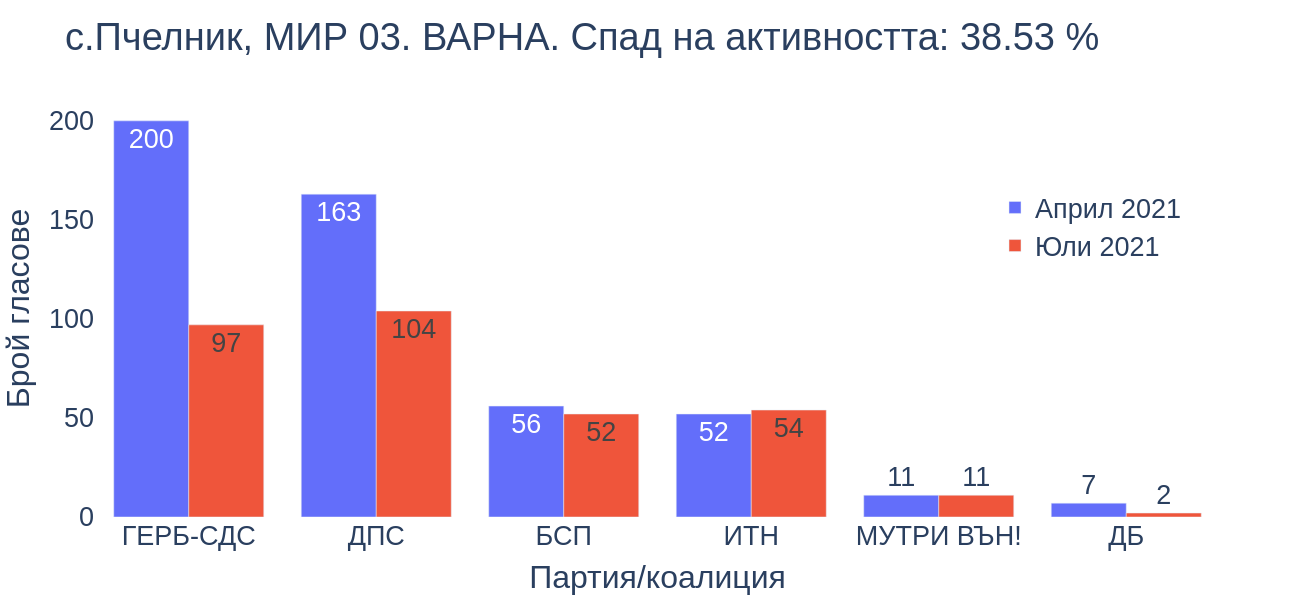 с.Пчелник, МИР 03. ВАРНА. Спад на активността: 38.53 %
Брой гласове
200
150
100
50
0
200
97
163
104
56
52
52
54
11
11
7
2
Април 2021
Юли 2021
ГЕРБ-СДС
ДПС
БСП
ИТН
МУТРИ ВЪН!
ДБ
Партия/коалиция